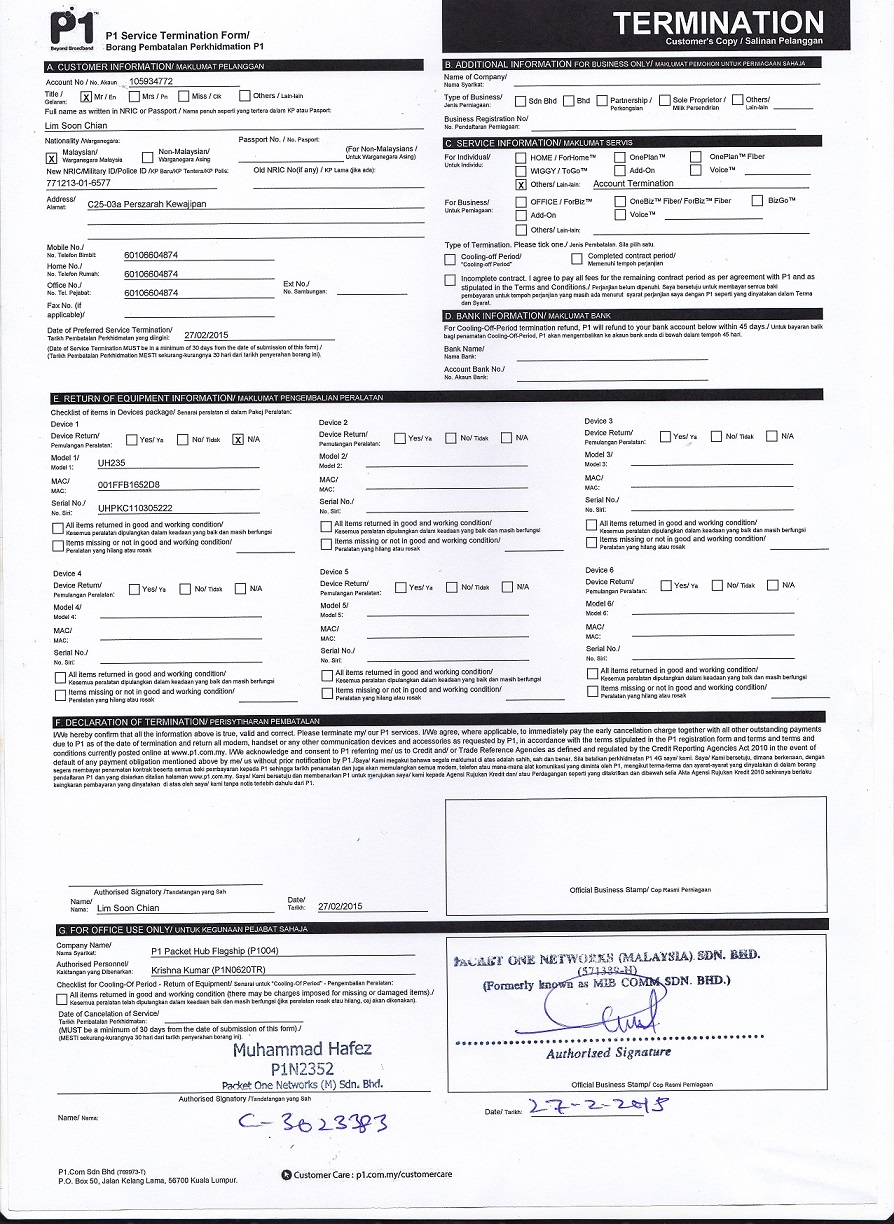 P1
Beyond Broadband
P1 Service Termination Form/
Borang Pembatalan Perkhidmatan P1
TERMINATION
Customer's Copy / Salinan Pelanggan
A. CUSTOMER INFORMATION/ MAKLUMAT PELANGGAN
Account No / No. Akaun 105934772
Title / Gelaran: X Mr / En Mrs / Pn Miss / Cik Others / Lain-lain
Full name as written in NRIC or Passport / Nama penuh seperti yang tertera dalam KP atau Pasport:
Lim Soon Chian
Nationality /Warganegara: Passport No. / No. Pasport:
X Malaysian/ Warganegara Malaysia Non-Malaysian/ Warganegara Asing (For Non-Malaysians / Untuk Warganegara Asing)
New NRIC/Military ID/Police ID /KP Baru/KP Tentera/KP Polis: Old NRIC No(if any) / KP Lama (jika ada):
771213-01-6577
Address/ Alamat: C25-03a Perszarah Kewajipan
Mobile No./ No. Telefon Bimbit: 60106604874
Home No./ No. Telefon Rumah: 60106604874
Office No./ No. Tel. Pejabat: 60106604874 Ext No./ No. Sambungan:
Fax No. (if applicable)/
Date of Preferred Service Termination/
Tarikh Pembatalan Perkhidmatan yang diingini: 27/02/2015
(Date of Service Termination MUST be in a minimum of 30 days from the date of submission of this form)./
(Tarikh Pembatalan Perkhidmatan MESTI sekurang-kurangnya 30 hari dari tarikh penyerahan borang ini).
B. ADDITIONAL INFORMATION FOR BUSINESS ONLY/ MAKLUMAT PEMOHON UNTUK PERNIAGAAN SAHAJA
Name of Company/
Nama Syarikat:
Type of Business/ Jenis Perniagaan: Sdn Bhd Bhd Partnership / Perkongsian Sole Proprietor / Milik Persendirian Others/ Lain-lain
Business Registration No/
No. Pendaftaran Perniagaan:
C. SERVICE INFORMATION/ MAKLUMAT SERVIS
For Individual/ Untuk Individu: HOME / ForHome™ OnePlan™ OnePlan™ Fiber
WIGGY / ToGo™ Add-On Voice™
X Others/ Lain-lain: Account Termination
For Business/ Untuk Perniagaan: OFFICE / ForBiz™ OneBiz™ Fiber/ ForBiz™ Fiber BizGo™
Add-On Voice™
Others/ Lain-lain:
Type of Termination. Please tick one./ Jenis Pembatalan. Sila pilih satu.
Cooling-off Period/ "Cooling-off Period" Completed contract period/ Memenuhi tempoh perjanjian
Incomplete contract. I agree to pay all fees for the remaining contract period as per agreement with P1 and as
stipulated in the Terms and Conditions./ Perjanjian belum dipenuhi. Saya bersetuju untuk membayar semua baki
pembayaran untuk tempoh perjanjian yang masih ada menurut syarat perjanjian saya dengan P1 seperti yang dinyatakan dalam Terma
dan Syarat.
D. BANK INFORMATION/ MAKLUMAT BANK
For Cooling-Off-Period termination refund, P1 will refund to your bank account below within 45 days./ Untuk bayaran balik
bagi penamatan Cooling-Off-Period, P1 akan mengembalikan ke akaun bank anda di bawah dalam tempoh 45 hari.
Bank Name/
Nama Bank:
Account Bank No./
No. Akaun Bank:
E. RETURN OF EQUIPMENT INFORMATION/ MAKLUMAT PENGEMBALIAN PERALATAN
Checklist of items in Devices package/ Senarai peralatan di dalam Pakej Peralatan:
Device 1
Device Return/ Pemulangan Peralatan: Yes/ Ya No/ Tidak X N/A
Model 1/ Model 1: UH235
MAC/ MAC: 001FFB1652D8
Serial No./ No. Siri: UHPKC110305222
All items returned in good and working condition/
Kesemua peralatan dipulangkan dalam keadaan yang baik dan masih berfungsi
Items missing or not in good and working condition/
Peralatan yang hilang atau rosak
Device 2
Device Return/ Pemulangan Peralatan: Yes/ Ya No/ Tidak N/A
Model 2/ Model 2:
MAC/ MAC:
Serial No./ No. Siri:
All items returned in good and working condition/
Kesemua peralatan dipulangkan dalam keadaan yang baik dan masih berfungsi
Items missing or not in good and working condition/
Peralatan yang hilang atau rosak
Device 3
Device Return/ Pemulangan Peralatan: Yes/ Ya No/ Tidak N/A
Model 3/ Model 3:
MAC/ MAC:
Serial No./ No. Siri:
All items returned in good and working condition/
Kesemua peralatan dipulangkan dalam keadaan yang baik dan masih berfungsi
Items missing or not in good and working condition/
Peralatan yang hilang atau rosak
Device 4
Device Return/ Pemulangan Peralatan: Yes/ Ya No/ Tidak N/A
Model 4/ Model 4:
MAC/ MAC:
Serial No./ No. Siri:
All items returned in good and working condition/
Kesemua peralatan dipulangkan dalam keadaan yang baik dan masih berfungsi
Items missing or not in good and working condition/
Peralatan yang hilang atau rosak
Device 5
Device Return/ Pemulangan Peralatan: Yes/ Ya No/ Tidak N/A
Model 5/ Model 5:
MAC/ MAC:
Serial No./ No. Siri:
All items returned in good and working condition/
Kesemua peralatan dipulangkan dalam keadaan yang baik dan masih berfungsi
Items missing or not in good and working condition/
Peralatan yang hilang atau rosak
Device 6
Device Return/ Pemulangan Peralatan: Yes/ Ya No/ Tidak N/A
Model 6/ Model 6:
MAC/ MAC:
Serial No./ No. Siri:
All items returned in good and working condition/
Kesemua peralatan dipulangkan dalam keadaan yang baik dan masih berfungsi
Items missing or not in good and working condition/
Peralatan yang hilang atau rosak
F. DECLARATION OF TERMINATION/ PERISYTIHARAN PEMBATALAN
I/We hereby confirm that all the information above is true, valid and correct. Please terminate my/ our P1 services. I/We agree, where applicable, to immediately pay the early cancellation charge together with all other outstanding payments
due to P1 as of the date of termination and return all modem, handset or any other communication devices and accessories as requested by P1, in accordance with the terms stipulated in the P1 registration form and terms and terms and
conditions currently posted online at www.p1.com.my. I/We acknowledge and consent to P1 referring me/ us to Credit and/ or Trade Reference Agencies as defined and regulated by the Credit Reporting Agencies Act 2010 in the event of
default of any payment obligation mentioned above by me/ us without prior notification by P1./Saya/ Kami mengakui bahawa segala maklumat di atas adalah sahih, sah dan benar. Sila batalkan perkhidmatan P1 4G saya/ kami. Saya/ Kami bersetuju, dimana berkenaan, dengan
segera membayar penamatan kontrak beserta semua baki pembayaran kepada P1 sehingga tarikh penamatan dan juga akan memulangkan semua modem, telefon atau mana-mana alat komunikasi yang diminta oleh P1, mengikut terma-terma dan syarat-syarat yang dinyatakan di dalam borang
pendaftaran P1 dan yang disiarkan ditalian halaman www.p1.com.my. Saya/ Kami bersetuju dan membenarkan P1 untuk merujukan saya/ kami kepada Agensi Rujukan Kredit dan/ atau Perdagangan seperti yang ditakrifkan dan dibawah selia Akta Agensi Rujukan Kredit 2010 sekiranya berlaku
keingkaran pembayaran yang dinyatakan di atas oleh saya/ kami tanpa notis terlebih dahulu dari P1.
Authorised Signatory /Tandatangan yang Sah
Name/ Nama: Lim Soon Chian Date/ Tarikh: 27/02/2015
Official Business Stamp/ Cop Rasmi Perniagaan
G. FOR OFFICE USE ONLY/ UNTUK KEGUNAAN PEJABAT SAHAJA
Company Name/ Nama Syarikat: P1 Packet Hub Flagship (P1004)
Authorised Personnel/ Kakitangan yang Dibenarkan: Krishna Kumar (P1N0620TR)
Checklist for Cooling-Of Period - Return of Equipment/ Senarai untuk "Cooling-Of Period" - Pengembalian Peralatan:
All items returned in good and working condition (there may be charges imposed for missing or damaged items)./
Kesemua peralatan telah dipulangkan dalam keadaan yang baik dan masih berfungsi (jika peralatan rosak atau hilang, caj akan dikenakan).
Date of Cancelation of Service/
Tarikh Pembatalan Perkhidmatan:
(MUST be a minimum of 30 days from the date of submission of this form)./
(MESTI sekurang-kurangnya 30 hari dari tarikh penyerahan borang ini).
Muhammad Hafez
P1N2352
Packet One Networks (M) Sdn. Bhd.
Authorised Signatory /Tandatangan yang Sah
Name/ Nama: C-3623383
PACKET ONE NETWORKS (MALAYSIA) SDN. BHD.
(571389-H)
(Formerly known as MIB COMM SDN. BHD.)
Authorised Signature
Official Business Stamp/ Cop Rasmi Perniagaan
Date/ Tarikh: 27-2-2015
P1.Com Sdn Bhd (769973-T)
P.O. Box 50, Jalan Kelang Lama, 56700 Kuala Lumpur.
Customer Care : p1.com.my/customercare